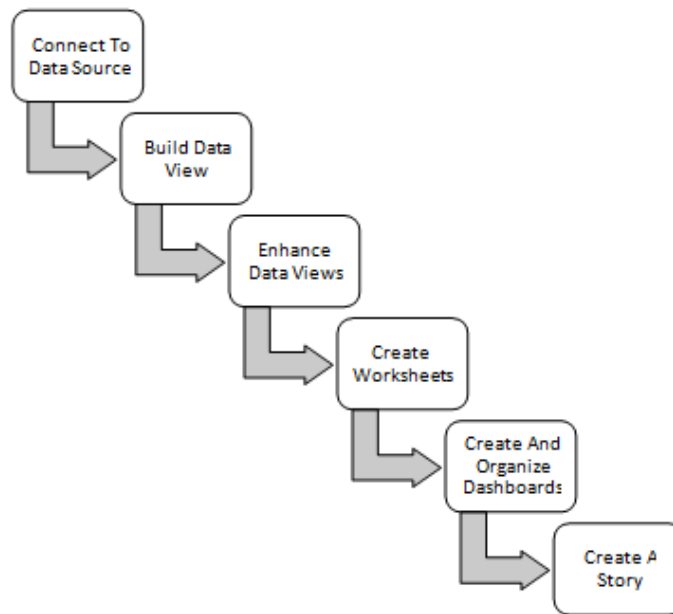 Connect To
Data Source
Build Data
View
Enhance
Data Views
Create
Worksheets
Create And
Organize
Dashboards
Create A
Story